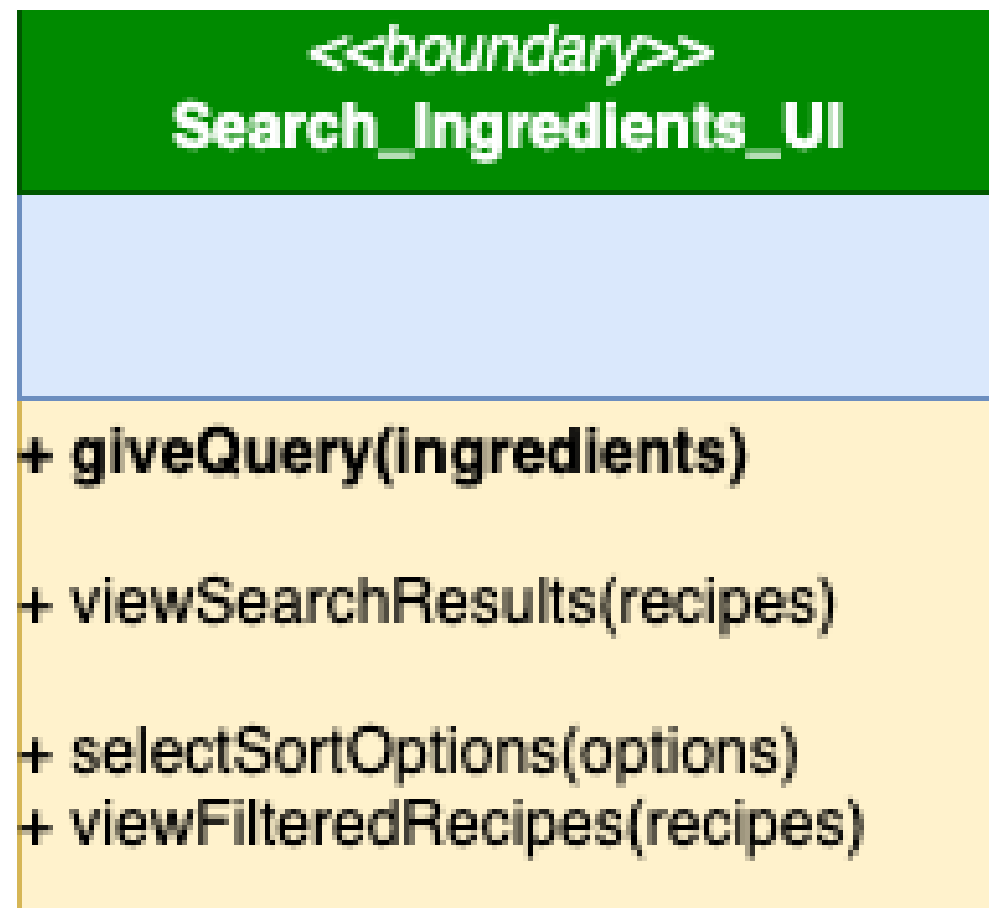 <<boundary>>
Search_Ingredients_UI
+ giveQuery(ingredients)
+ viewSearchResults(recipes)
+ selectSortOptions(options)
+ viewFilteredRecipes(recipes)